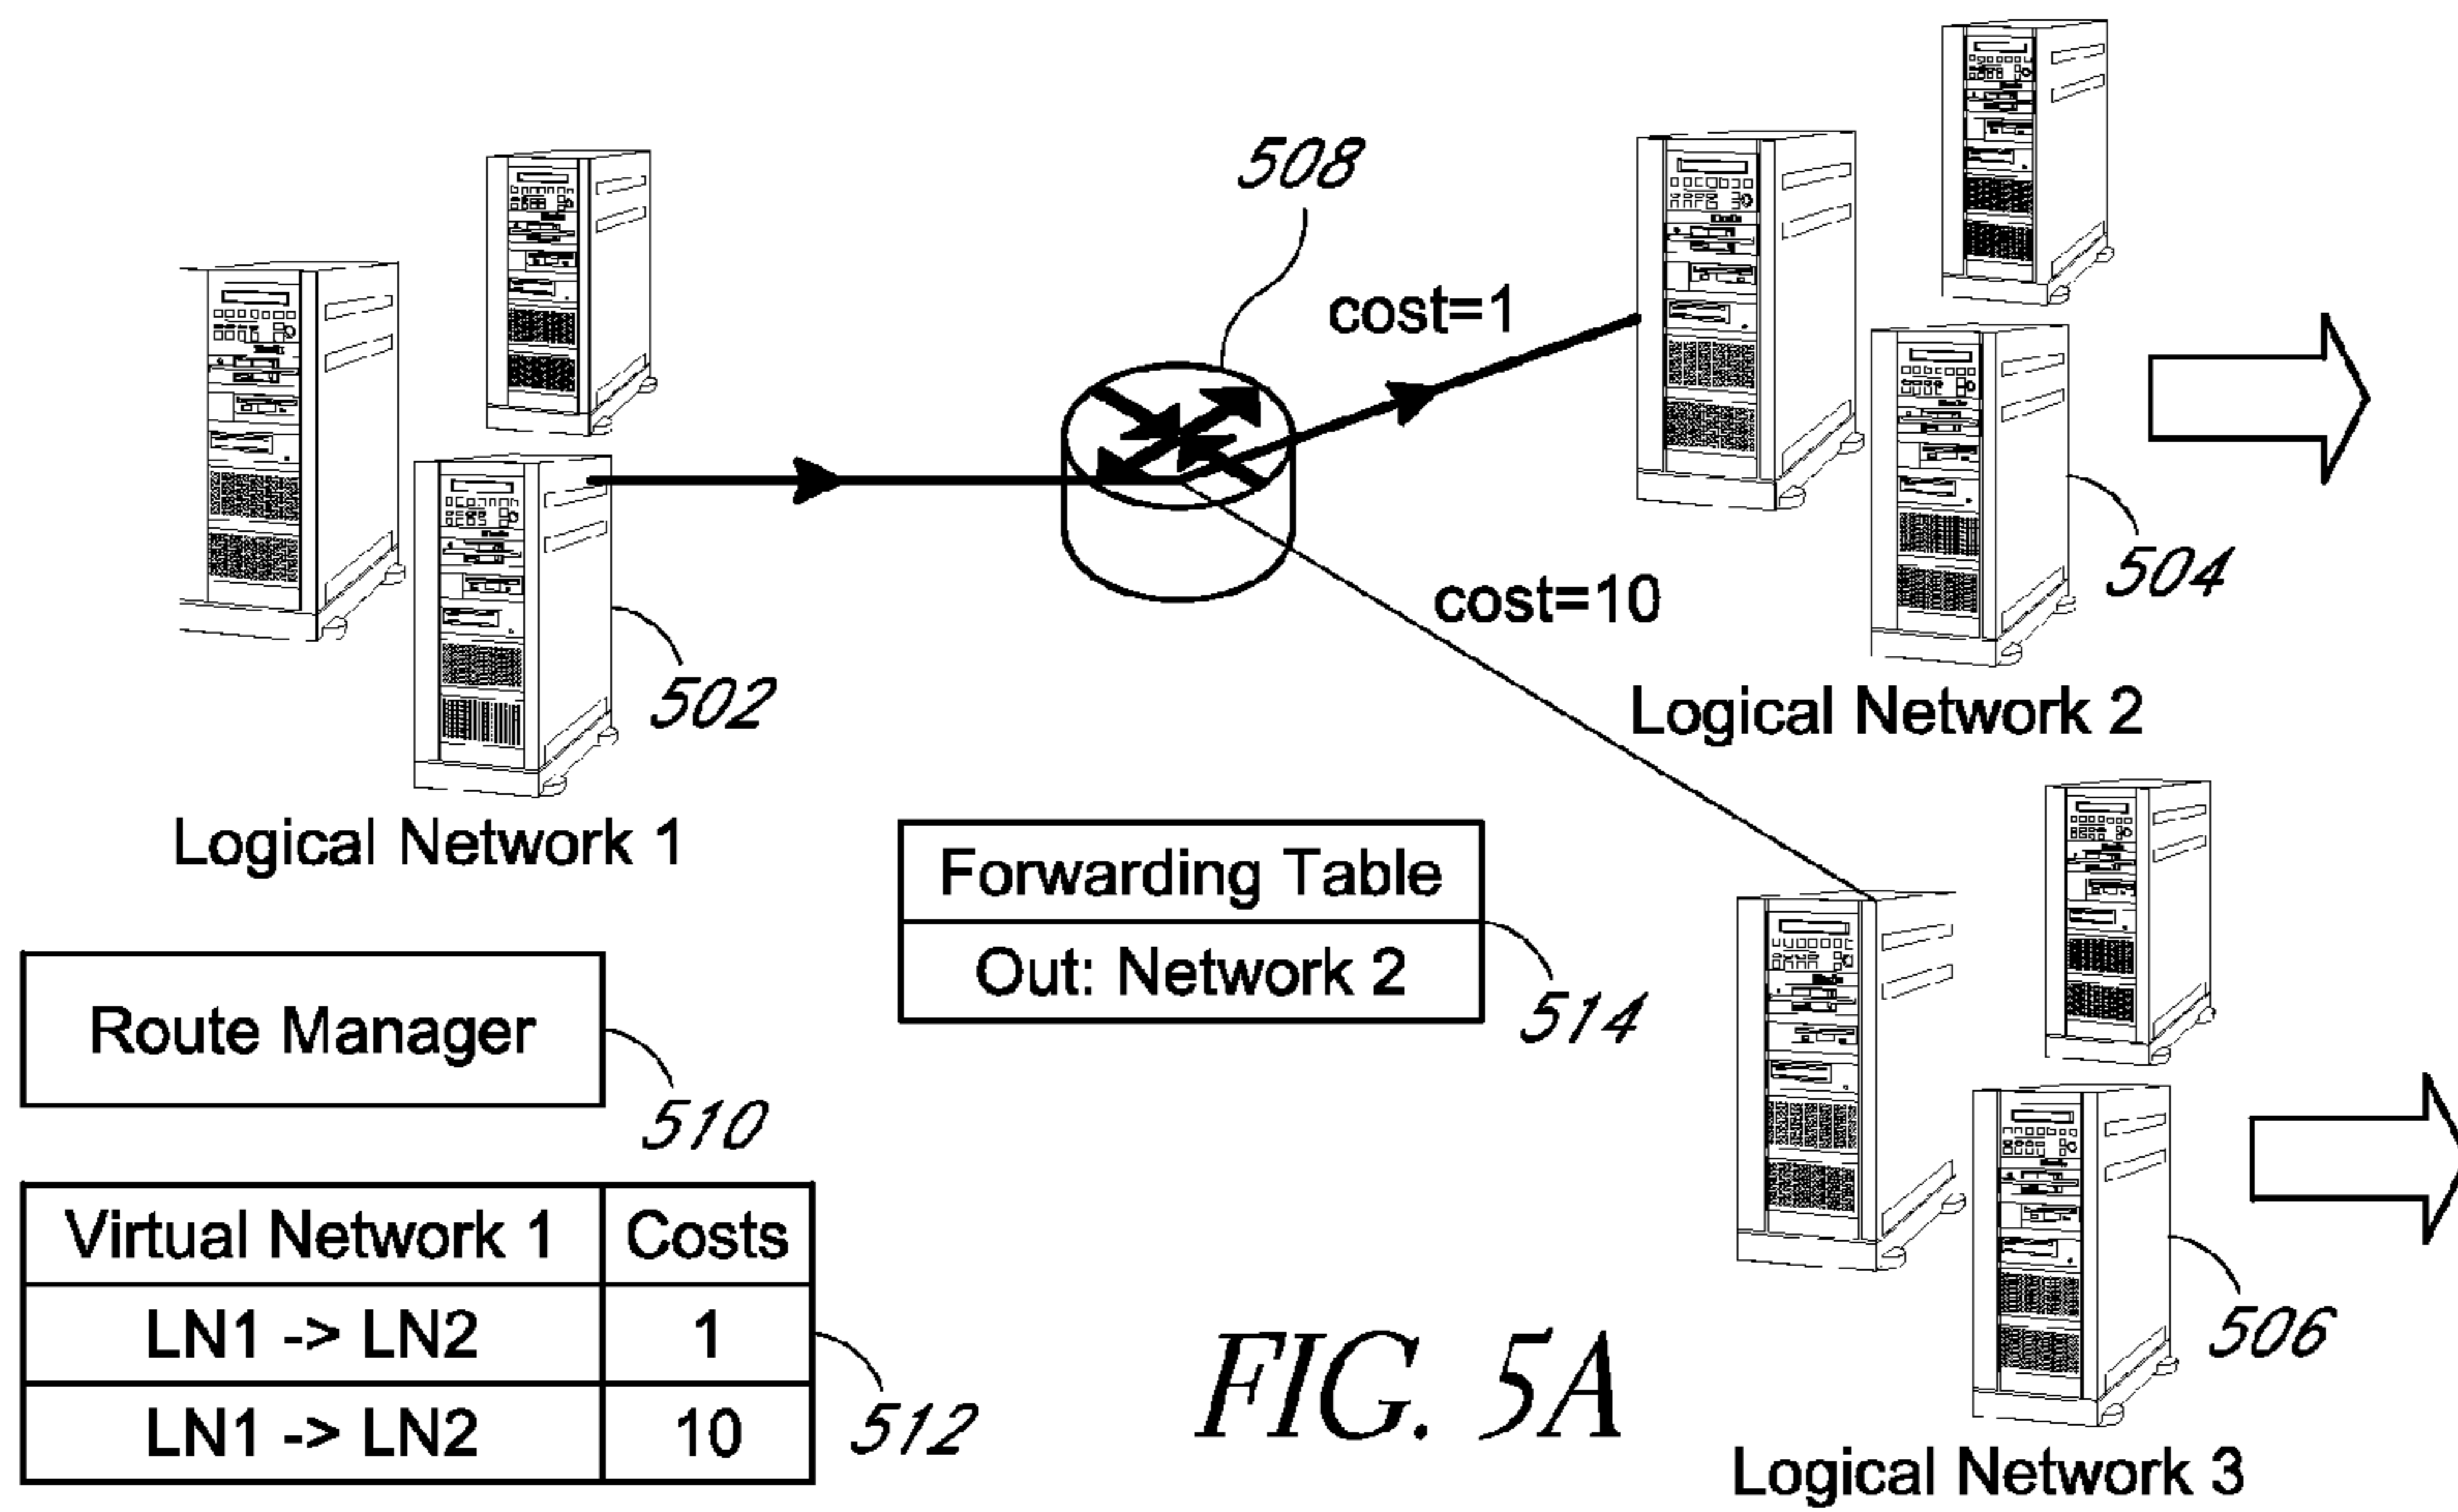 508
cost=1
504
cost=10
502
Logical Network 2
Logical Network 1
Forwarding Table
Out: Network 2
514
Route Manager
510
Virtual Network 1 Costs
LN1 -> LN2 1
LN1 -> LN2 10
512
506
FIG. 5A
Logical Network 3